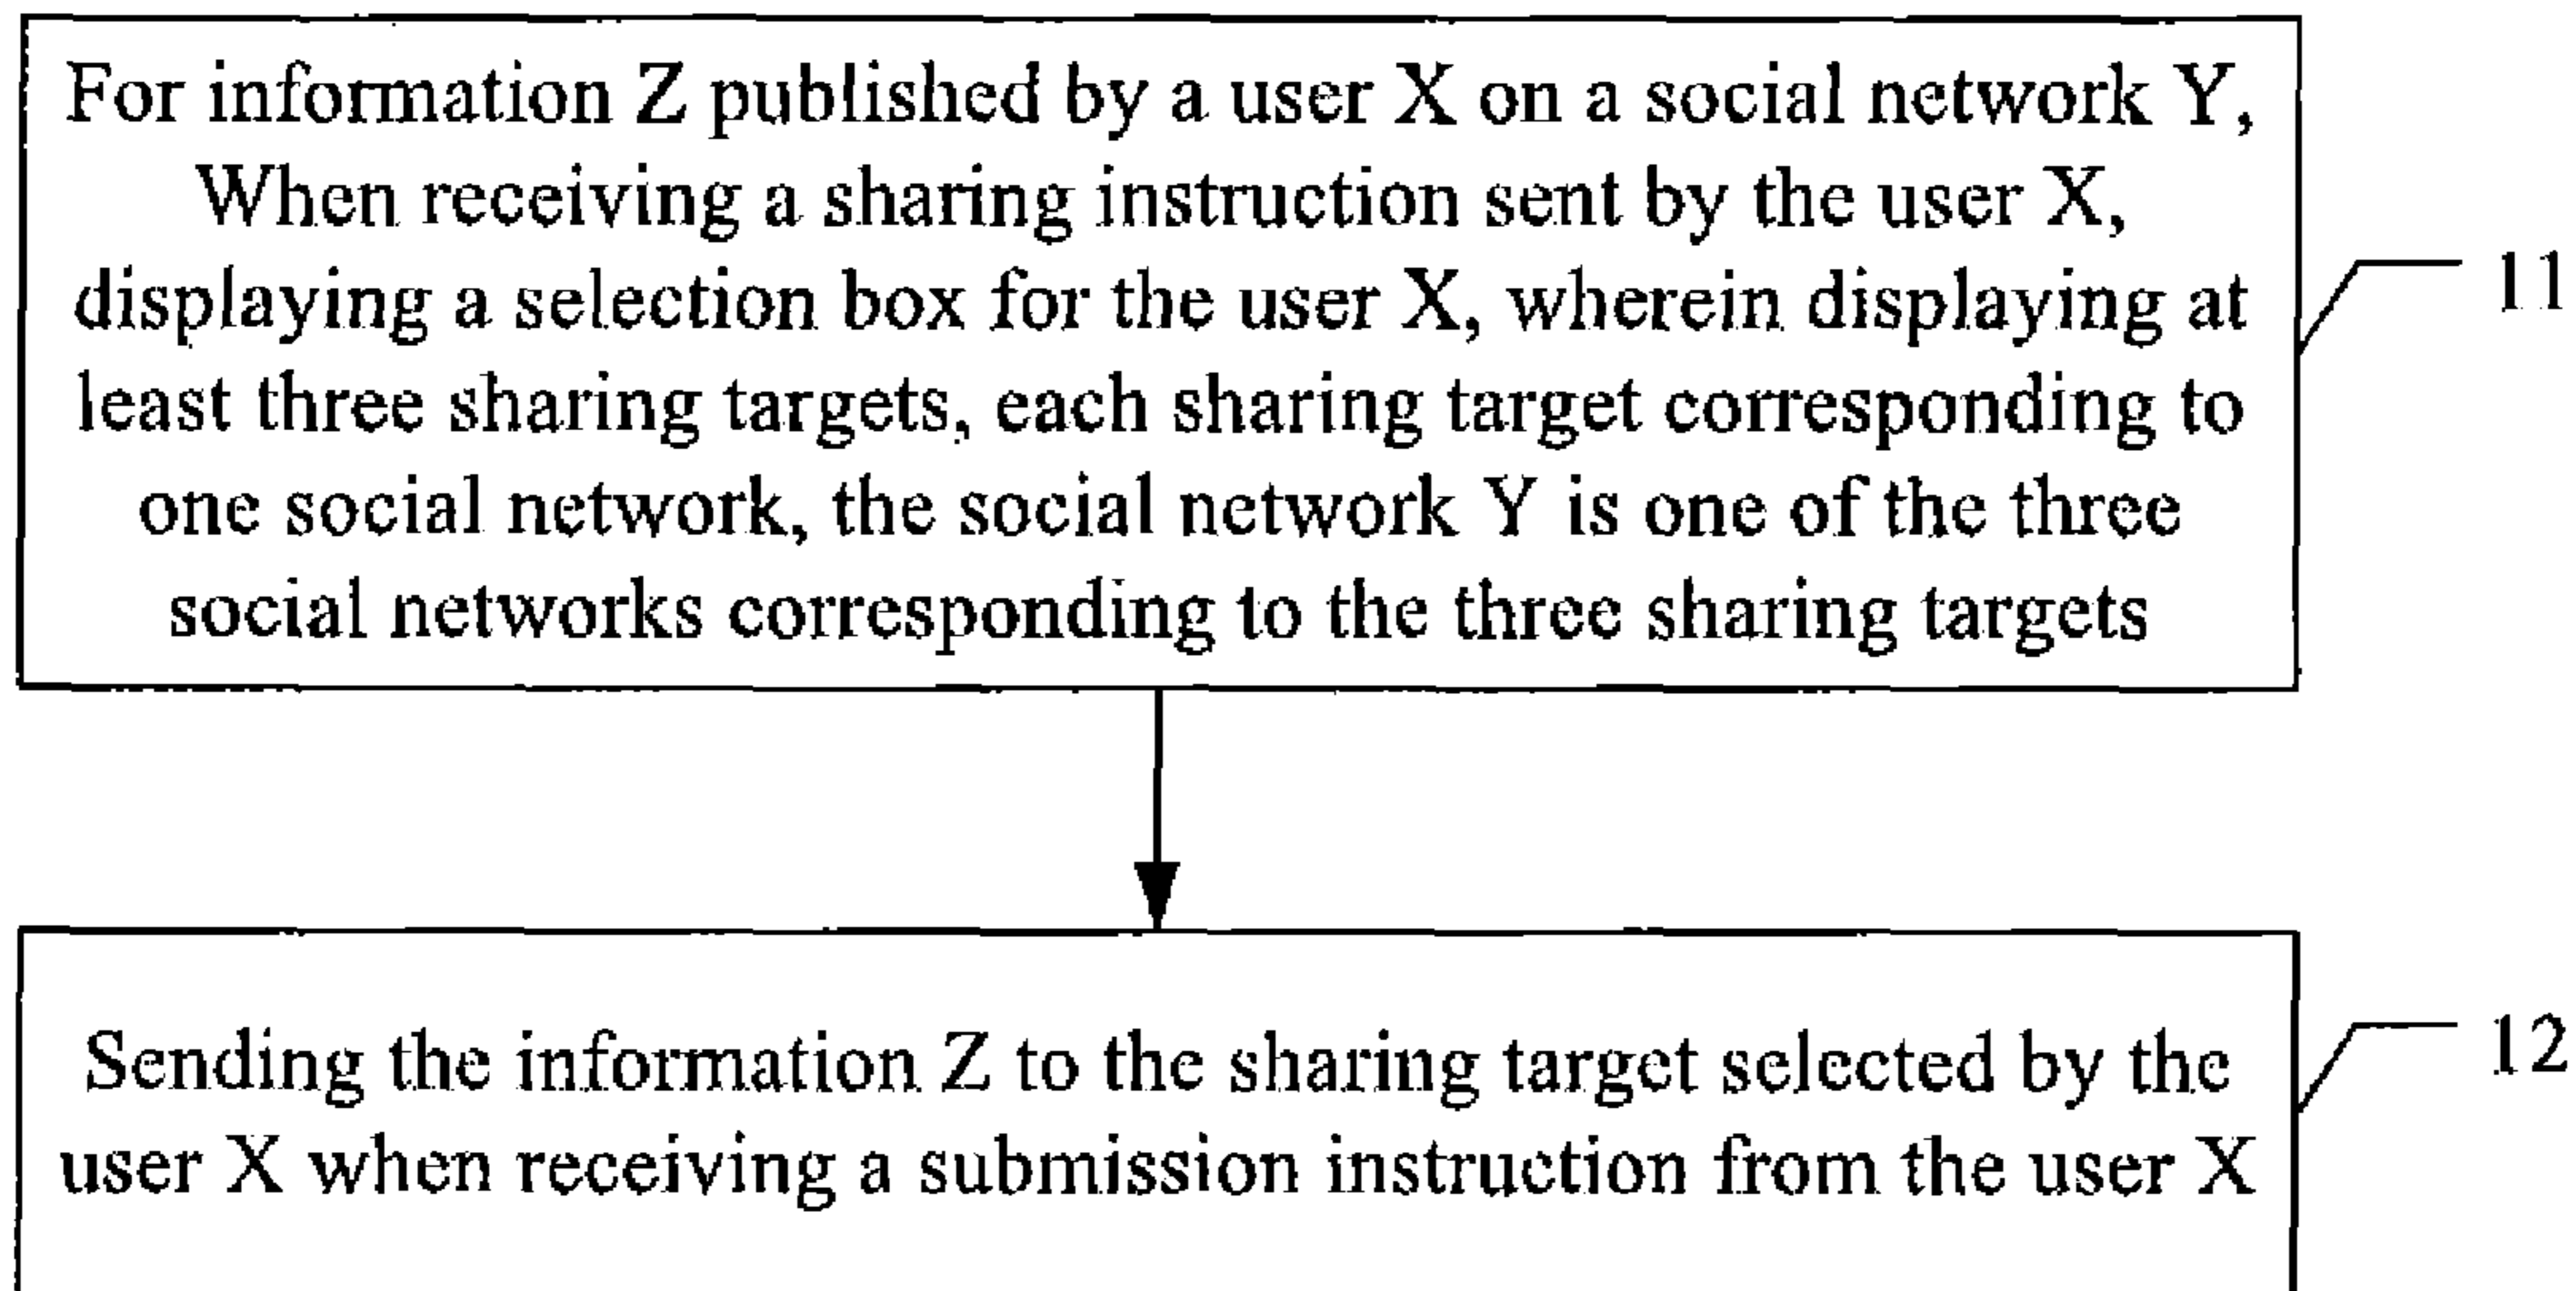 For information Z published by a user X on a social network Y,
When receiving a sharing instruction sent by the user X,
displaying a selection box for the user X, wherein displaying at
least three sharing targets, each sharing target corresponding to
one social network, the social network Y is one of the three
social networks corresponding to the three sharing targets
11
Sending the information Z to the sharing target selected by the
user X when receiving a submission instruction from the user X
12